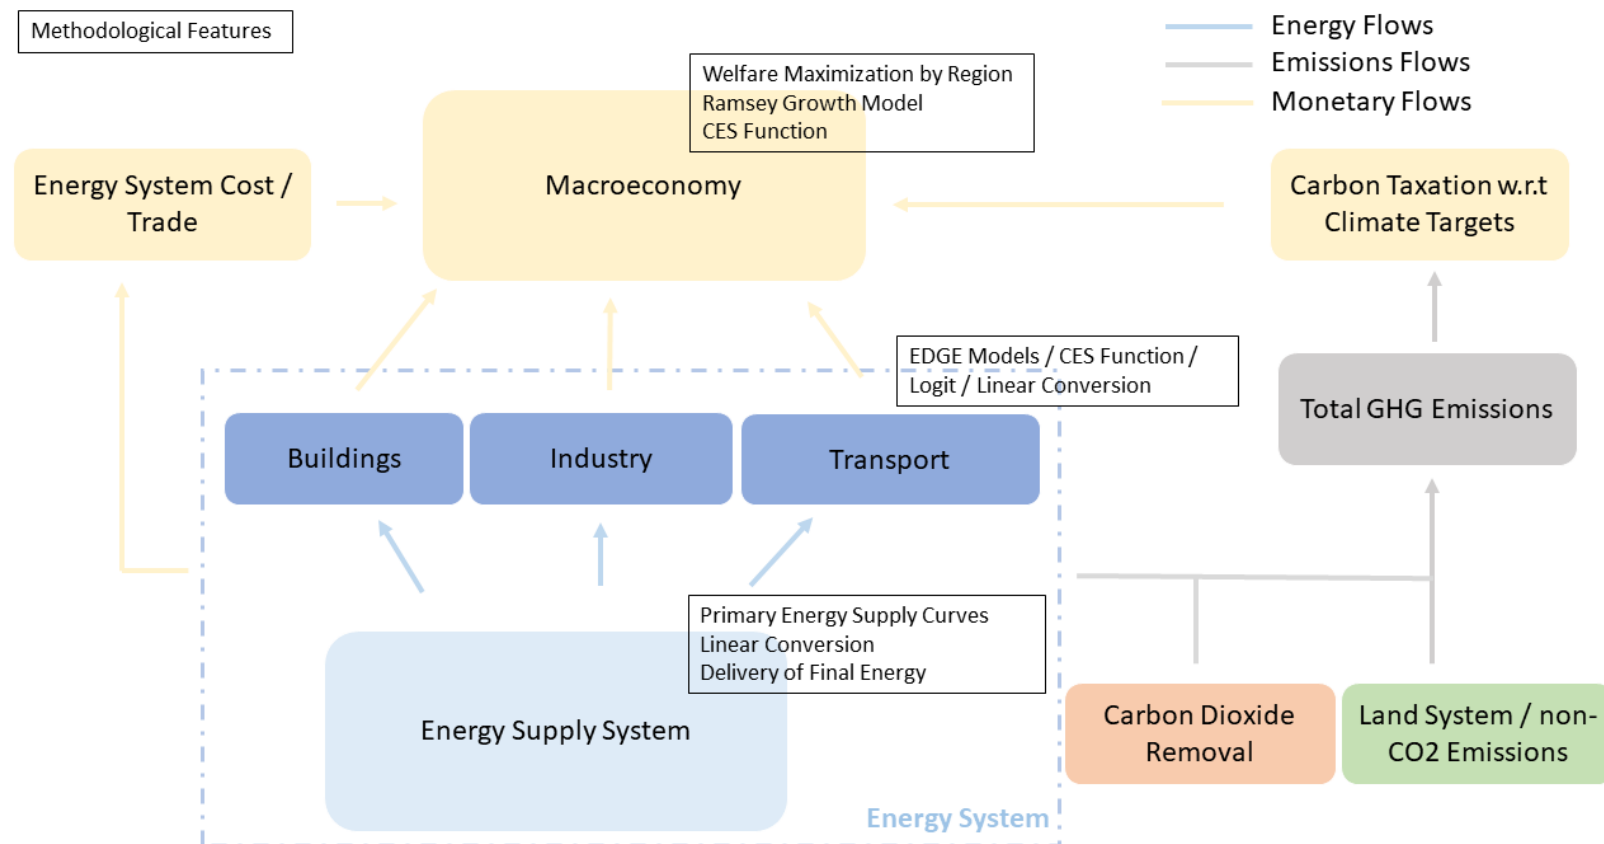 Methodological Features
Energy Flows
Emissions Flows
Monetary Flows
Welfare Maximization by Region
Ramsey Growth Model
CES Function
Energy System Cost /
Trade
Macroeconomy
Carbon Taxation w.r.t
Climate Targets
EDGE Models / CES Function /
Logit / Linear Conversion
Total GHG Emissions
Buildings
Industry
Transport
Primary Energy Supply Curves
Linear Conversion
Delivery of Final Energy
Energy Supply System
Carbon Dioxide
Removal
Land System / non-
CO2 Emissions
Energy System